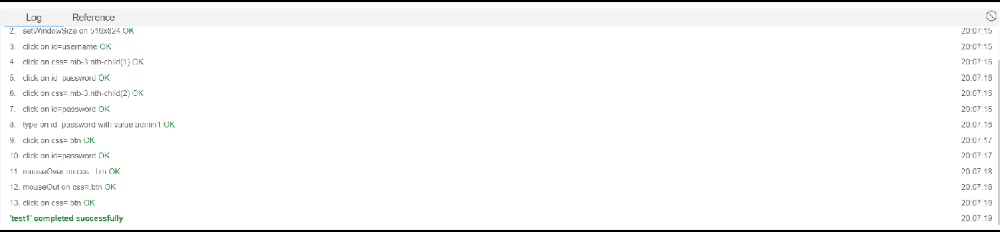 Log Reference
2. setWindowSize on 516x824 OK 20:07:15
3. click on id=username OK 20:07:15
4. click on css=.mb-3:nth-child(1) OK 20:07:16
5. click on id=password OK 20:07:16
6. click on css=.mb-3:nth-child(2) OK 20:07:16
7. click on id=password OK 20:07:16
8. type on id=password with value admin1 OK 20:07:16
9. click on css=.btn OK 20:07:17
10. click on id=password OK 20:07:17
11. mouseOver on css=.btn OK 20:07:18
12. mouseOut on css=.btn OK 20:07:18
13. click on css=.btn OK 20:07:18
'test1' completed successfully 20:07:19